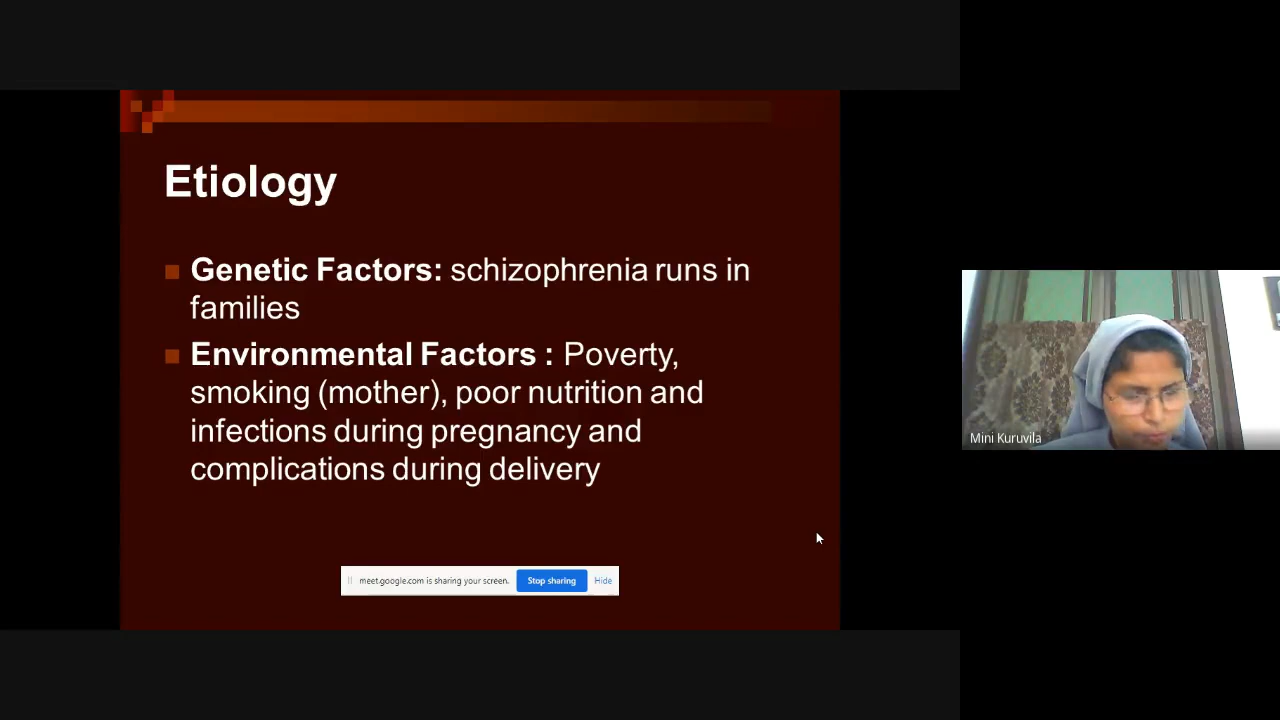 Etiology
Genetic Factors: schizophrenia runs in
families
Environmental Factors : Poverty,
smoking (mother), poor nutrition and
infections during pregnancy and
complications during delivery
meet.google.com is sharing your screen. Stop sharing Hide
Mini Kuruvila